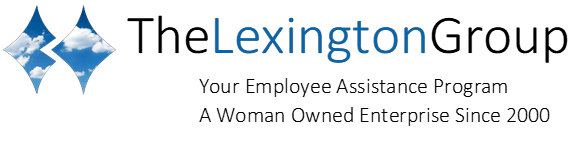 TheLexingtonGroup
Your Employee Assistance Program
A Woman Owned Enterprise Since 2000